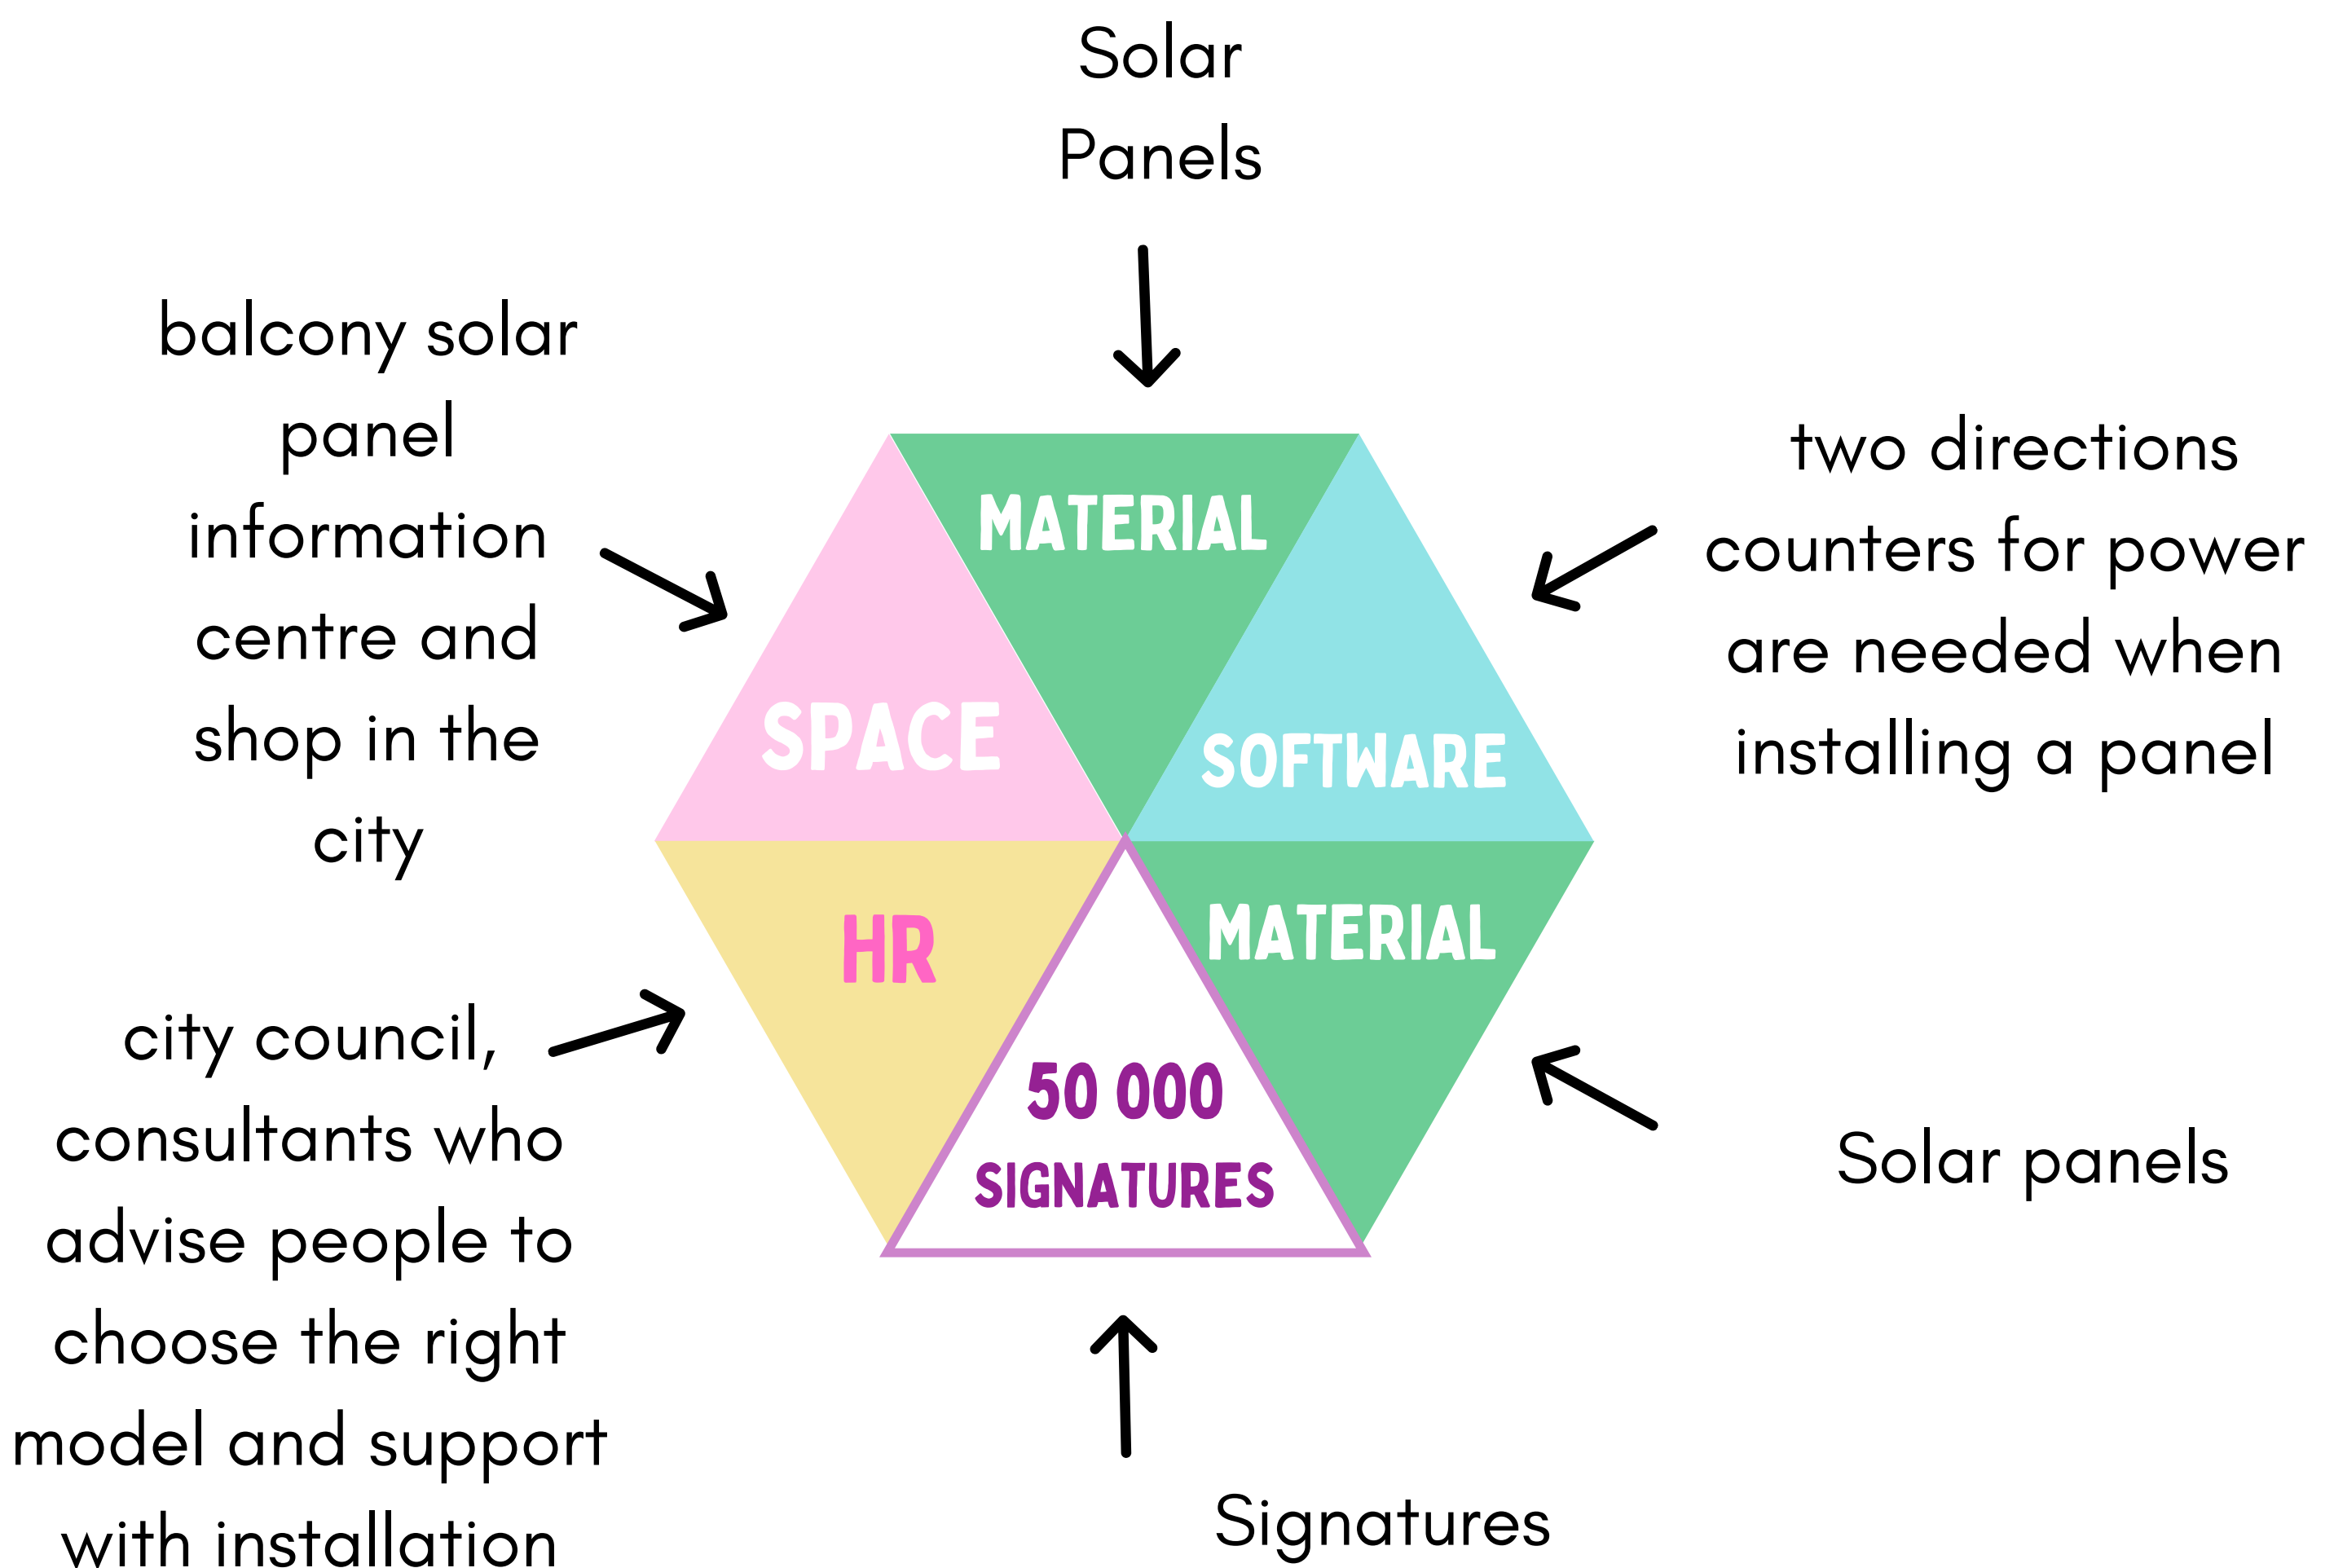 Solar
Panels
balcony solar
panel
information
centre and
shop in the
city
two directions
counters for power
are needed when
installing a panel
MATERIAL
SPACE
SOFTWARE
HR
MATERIAL
50 000
SIGNATURES
city council,
consultants who
advise people to
choose the right
model and support
with installation
Solar panels
Signatures